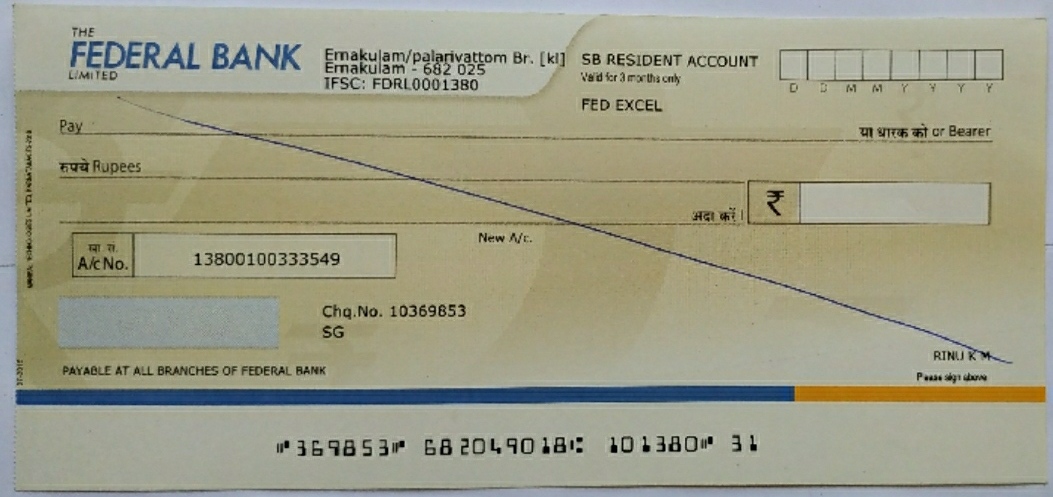 THE
FEDERAL BANK
LIMITED
Ernakulam/palarivattom Br. [kl]
Ernakulam - 682 025
IFSC: FDRL0001380
SB RESIDENT ACCOUNT
Valid for 3 months only
FED EXCEL
D D M M Y Y Y Y
Pay
या धारक को or Bearer
रुपये Rupees
अदा करें।
₹
New A/c.
खा सं.
A/c No.
13800100333549
Chq.No. 10369853
SG
RINU K M
Please sign above
PAYABLE AT ALL BRANCHES OF FEDERAL BANK
⑈369853⑈ 682049018⑆ 101380⑈ 31